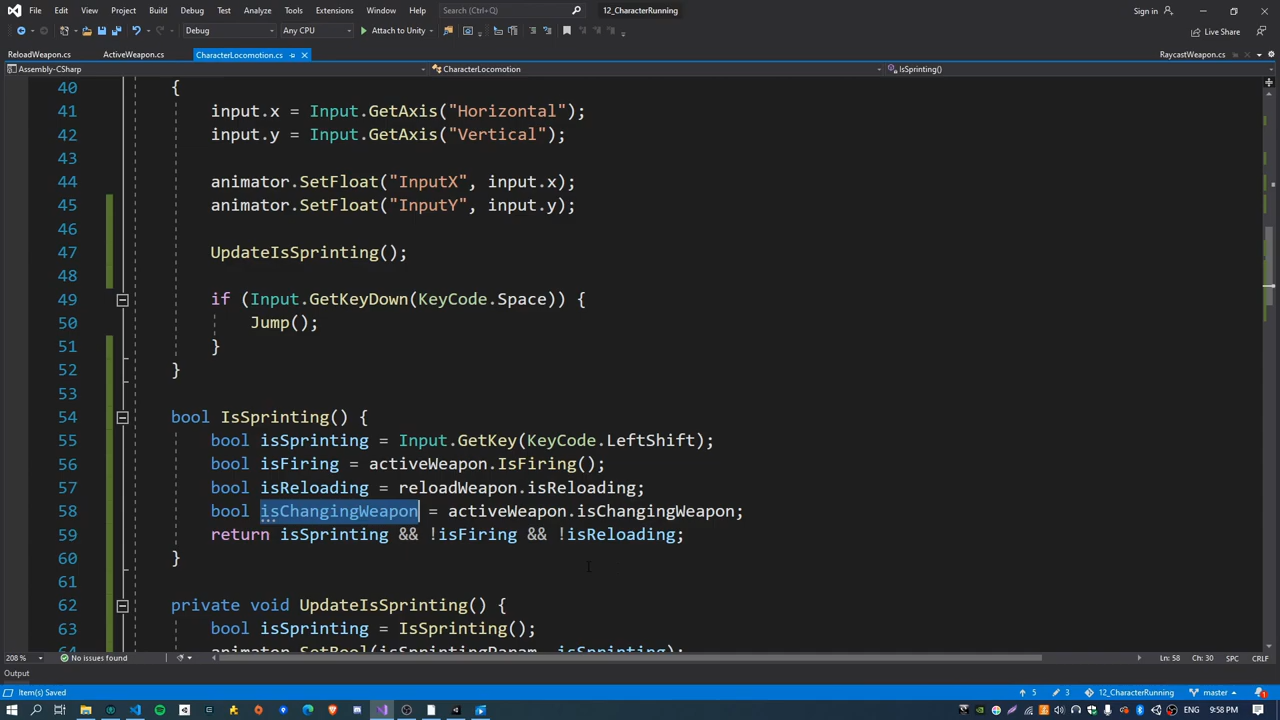 File Edit View Project Build Debug Test Analyze Tools Extensions Window Help Search (Ctrl+Q) 12_CharacterRunning Sign in
Debug Any CPU Attach to Unity Live Share
ReloadWeapon.cs ActiveWeapon.cs CharacterLocomotion.cs RaycastWeapon.cs
Assembly-CSharp CharacterLocomotion IsSprinting()
40 {
41 input.x = Input.GetAxis("Horizontal");
42 input.y = Input.GetAxis("Vertical");
43
44 animator.SetFloat("InputX", input.x);
45 animator.SetFloat("InputY", input.y);
46
47 UpdateIsSprinting();
48
49 if (Input.GetKeyDown(KeyCode.Space)) {
50 Jump();
51 }
52 }
53
54 bool IsSprinting() {
55 bool isSprinting = Input.GetKey(KeyCode.LeftShift);
56 bool isFiring = activeWeapon.IsFiring();
57 bool isReloading = reloadWeapon.isReloading;
58 bool isChangingWeapon = activeWeapon.isChangingWeapon;
59 return isSprinting && !isFiring && !isReloading;
60 }
61
62 private void UpdateIsSprinting() {
63 bool isSprinting = IsSprinting();
64 animator.SetBool(isSprintingParam, isSprinting);
208 % No issues found Ln: 58 Ch: 30 SPC CRLF
Output
Item(s) Saved 5 3 12_CharacterRunning master 1
ENG 9:58 PM